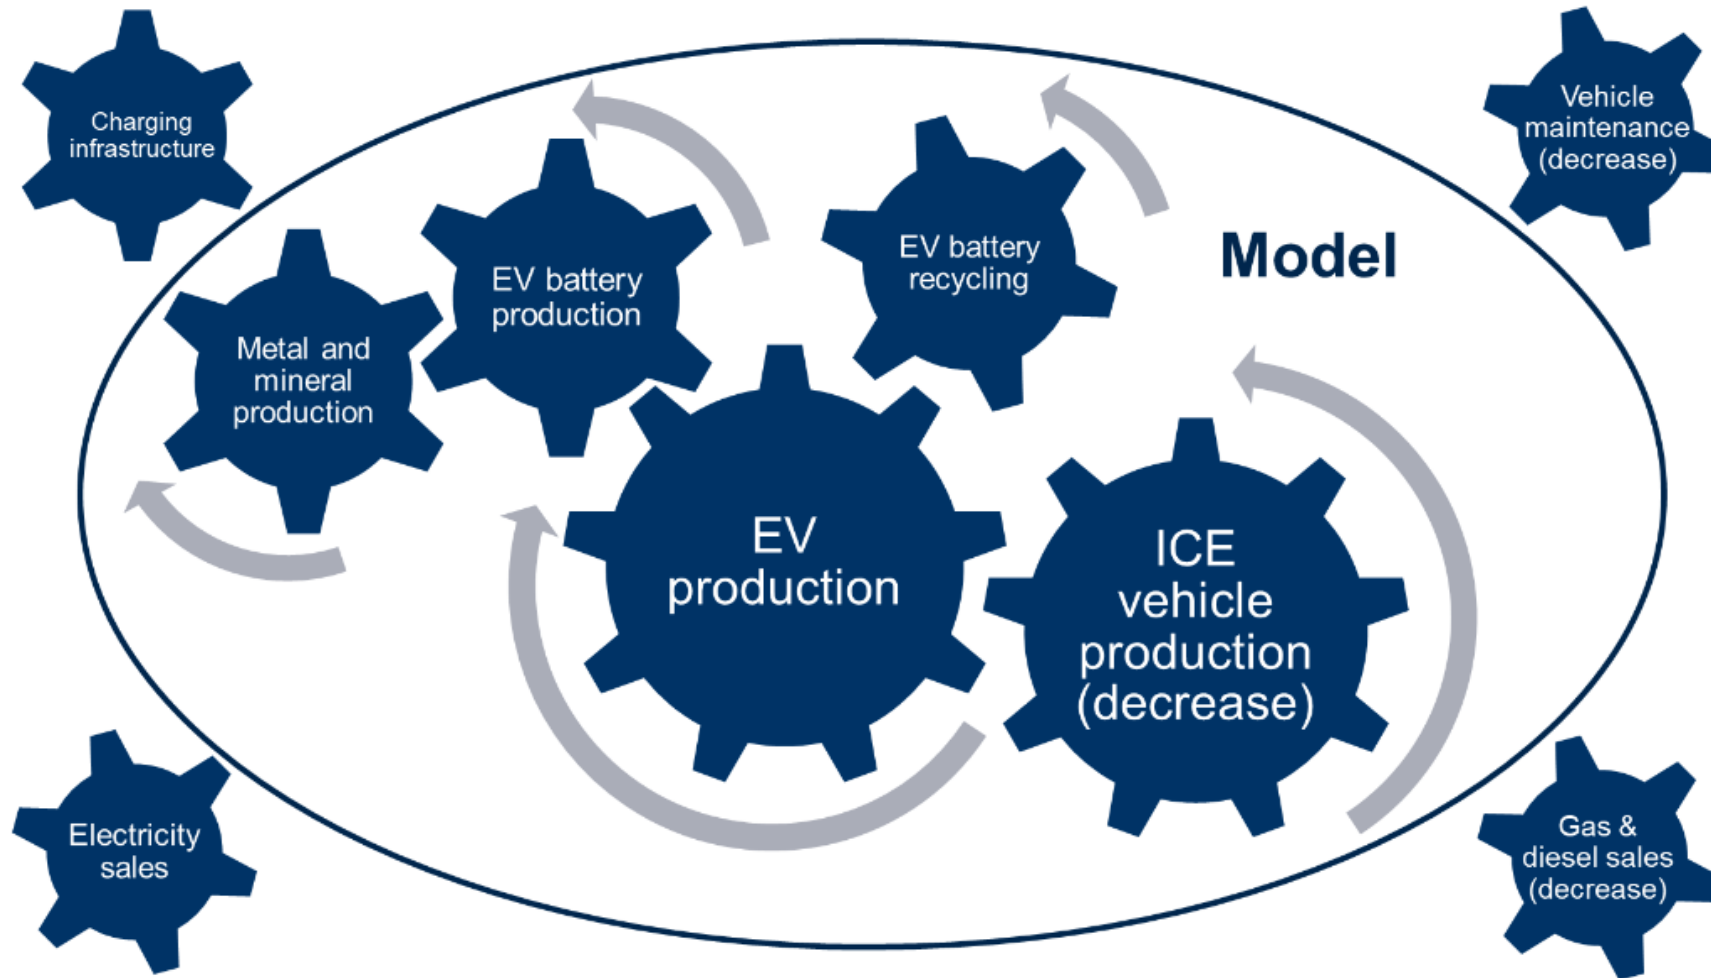 Charging
infrastructure
Vehicle
maintenance
(decrease)
EV battery
production
EV battery
recycling
Model
Metal and
mineral
production
EV
production
ICE
vehicle
production
(decrease)
Electricity
sales
Gas &
diesel sales
(decrease)